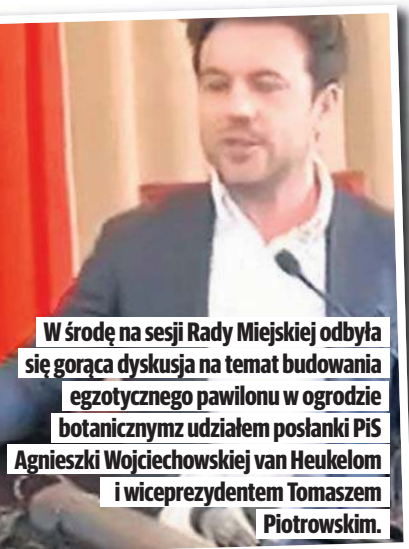 W środę na sesji Rady Miejskiej odbyła
się gorąca dyskusja na temat budowania
egzotycznego pawilonu w ogrodzie
botanicznymz udziałem posłanki PiS
Agnieszki Wojciechowskiej van Heukelom
i wiceprezydentem Tomaszem
Piotrowskim.